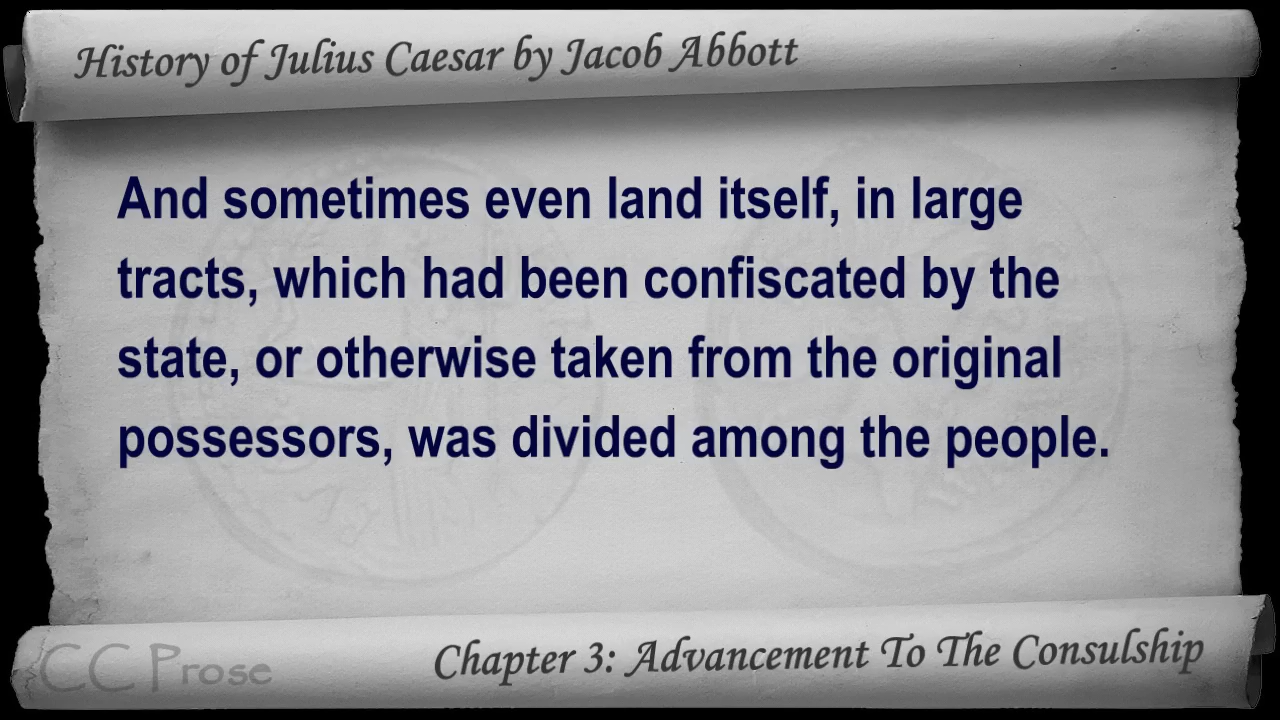 History of Julius Caesar by Jacob Abbott
And sometimes even land itself, in large
tracts, which had been confiscated by the
state, or otherwise taken from the original
possessors, was divided among the people.
CC Prose
Chapter 3: Advancement To The Consulship